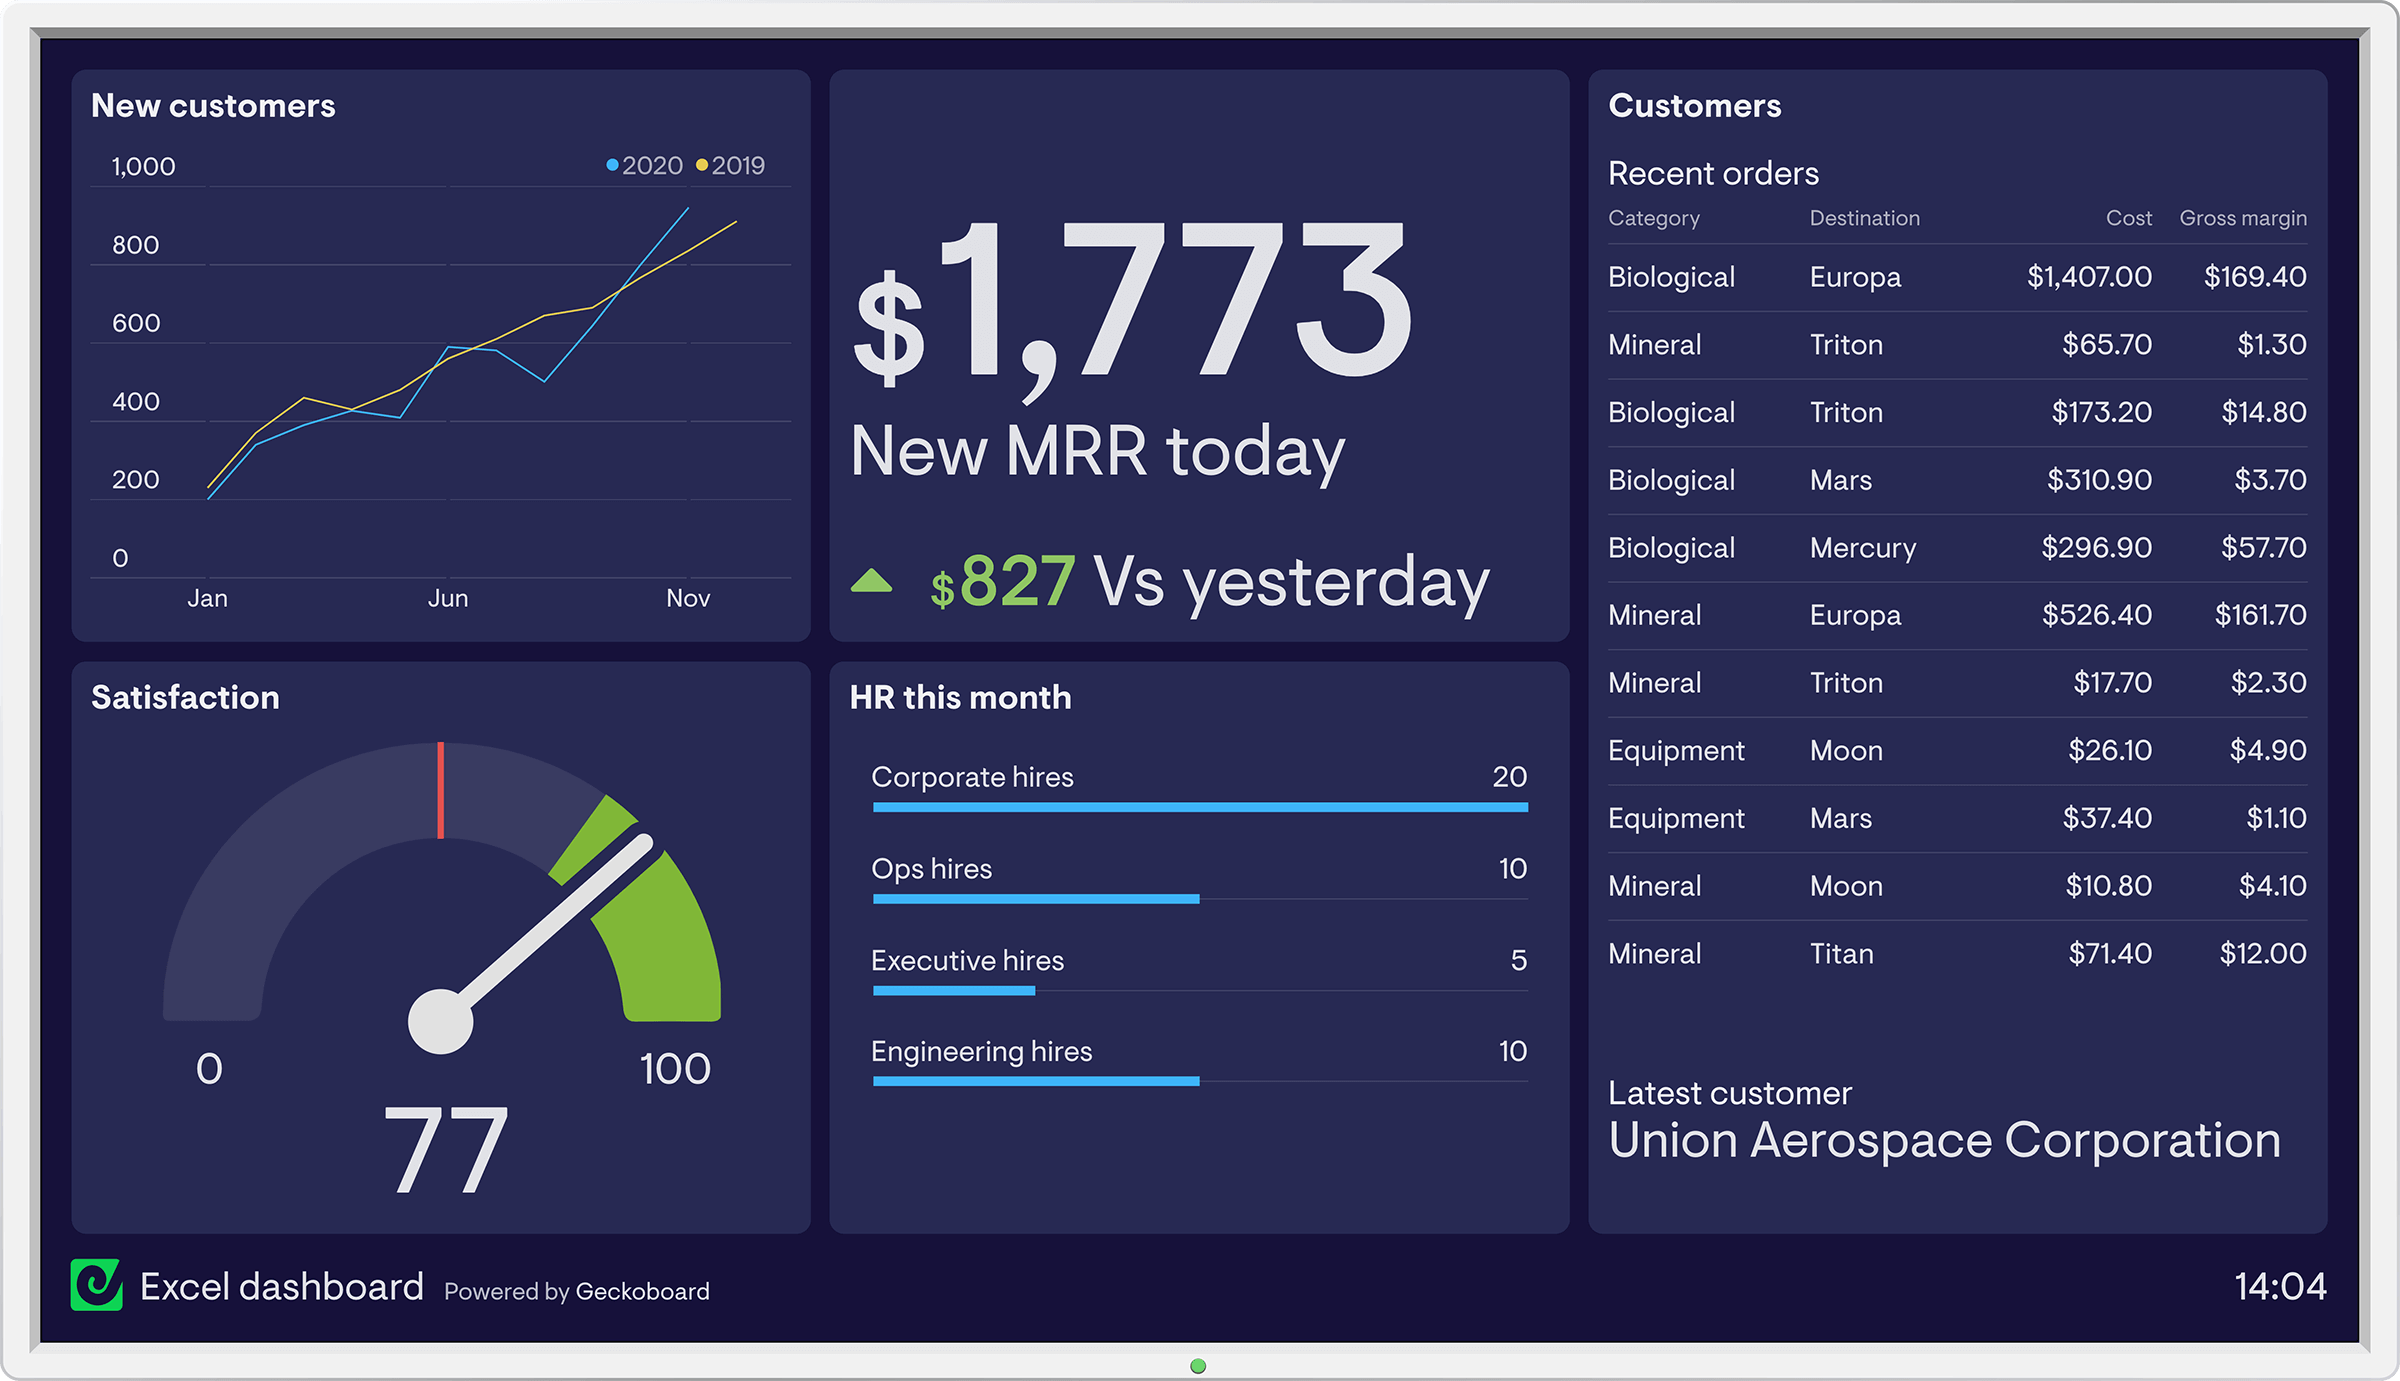 New customers
1,000
2020 2019
800
600
400
200
0
Jan Jun Nov
$1,773
New MRR today
$827 Vs yesterday
Customers
Recent orders
Category Destination Cost Gross margin
Biological Europa $1,407.00 $169.40
Mineral Triton $65.70 $1.30
Biological Triton $173.20 $14.80
Biological Mars $310.90 $3.70
Biological Mercury $296.90 $57.70
Mineral Europa $526.40 $161.70
Mineral Triton $17.70 $2.30
Equipment Moon $26.10 $4.90
Equipment Mars $37.40 $1.10
Mineral Moon $10.80 $4.10
Mineral Titan $71.40 $12.00
Latest customer
Union Aerospace Corporation
Satisfaction
0 100
77
HR this month
Corporate hires 20
Ops hires 10
Executive hires 5
Engineering hires 10
Excel dashboard Powered by Geckoboard
14:04